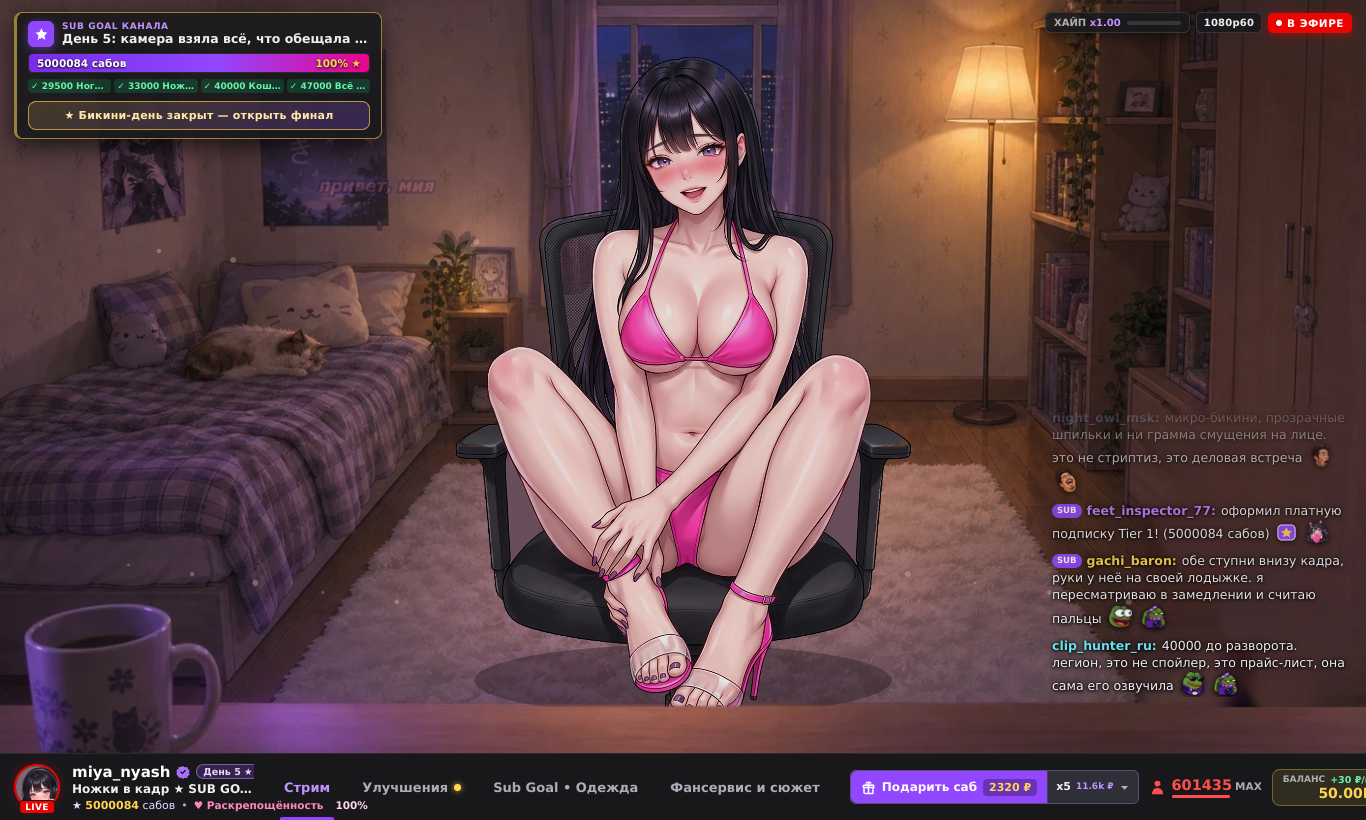 SUB GOAL КАНАЛА
День 5: камера взяла всё, что обещала ...
5000084 сабов
100% ★
✓ 29500 Ног...
✓ 33000 Нож...
✓ 40000 Кош...
✓ 47000 Всё ...
★ Бикини-день закрыт — открыть финал
привет, мия
ХАЙП x1.00
1080p60
В ЭФИРЕ
night_owl_msk: микро-бикини, прозрачные
шпильки и ни грамма смущения на лице.
это не стриптиз, это деловая встреча
SUB feet_inspector_77: оформил платную
подписку Tier 1! (5000084 сабов)
SUB gachi_baron: обе ступни внизу кадра,
руки у неё на своей лодыжке. я
пересматриваю в замедлении и считаю
пальцы
clip_hunter_ru: 40000 до разворота.
легион, это не спойлер, это прайс-лист, она
сама его озвучила
LIVE
miya_nyash
День 5 ★
Ножки в кадр ★ SUB GO...
★ 5000084 сабов • ♥ Раскрепощённость 100%
Стрим
Улучшения
Sub Goal • Одежда
Фансервис и сюжет
Подарить саб 2320 ₽
x5 11.6k ₽
601435 MAX
БАЛАНС +30 ₽/
50.00